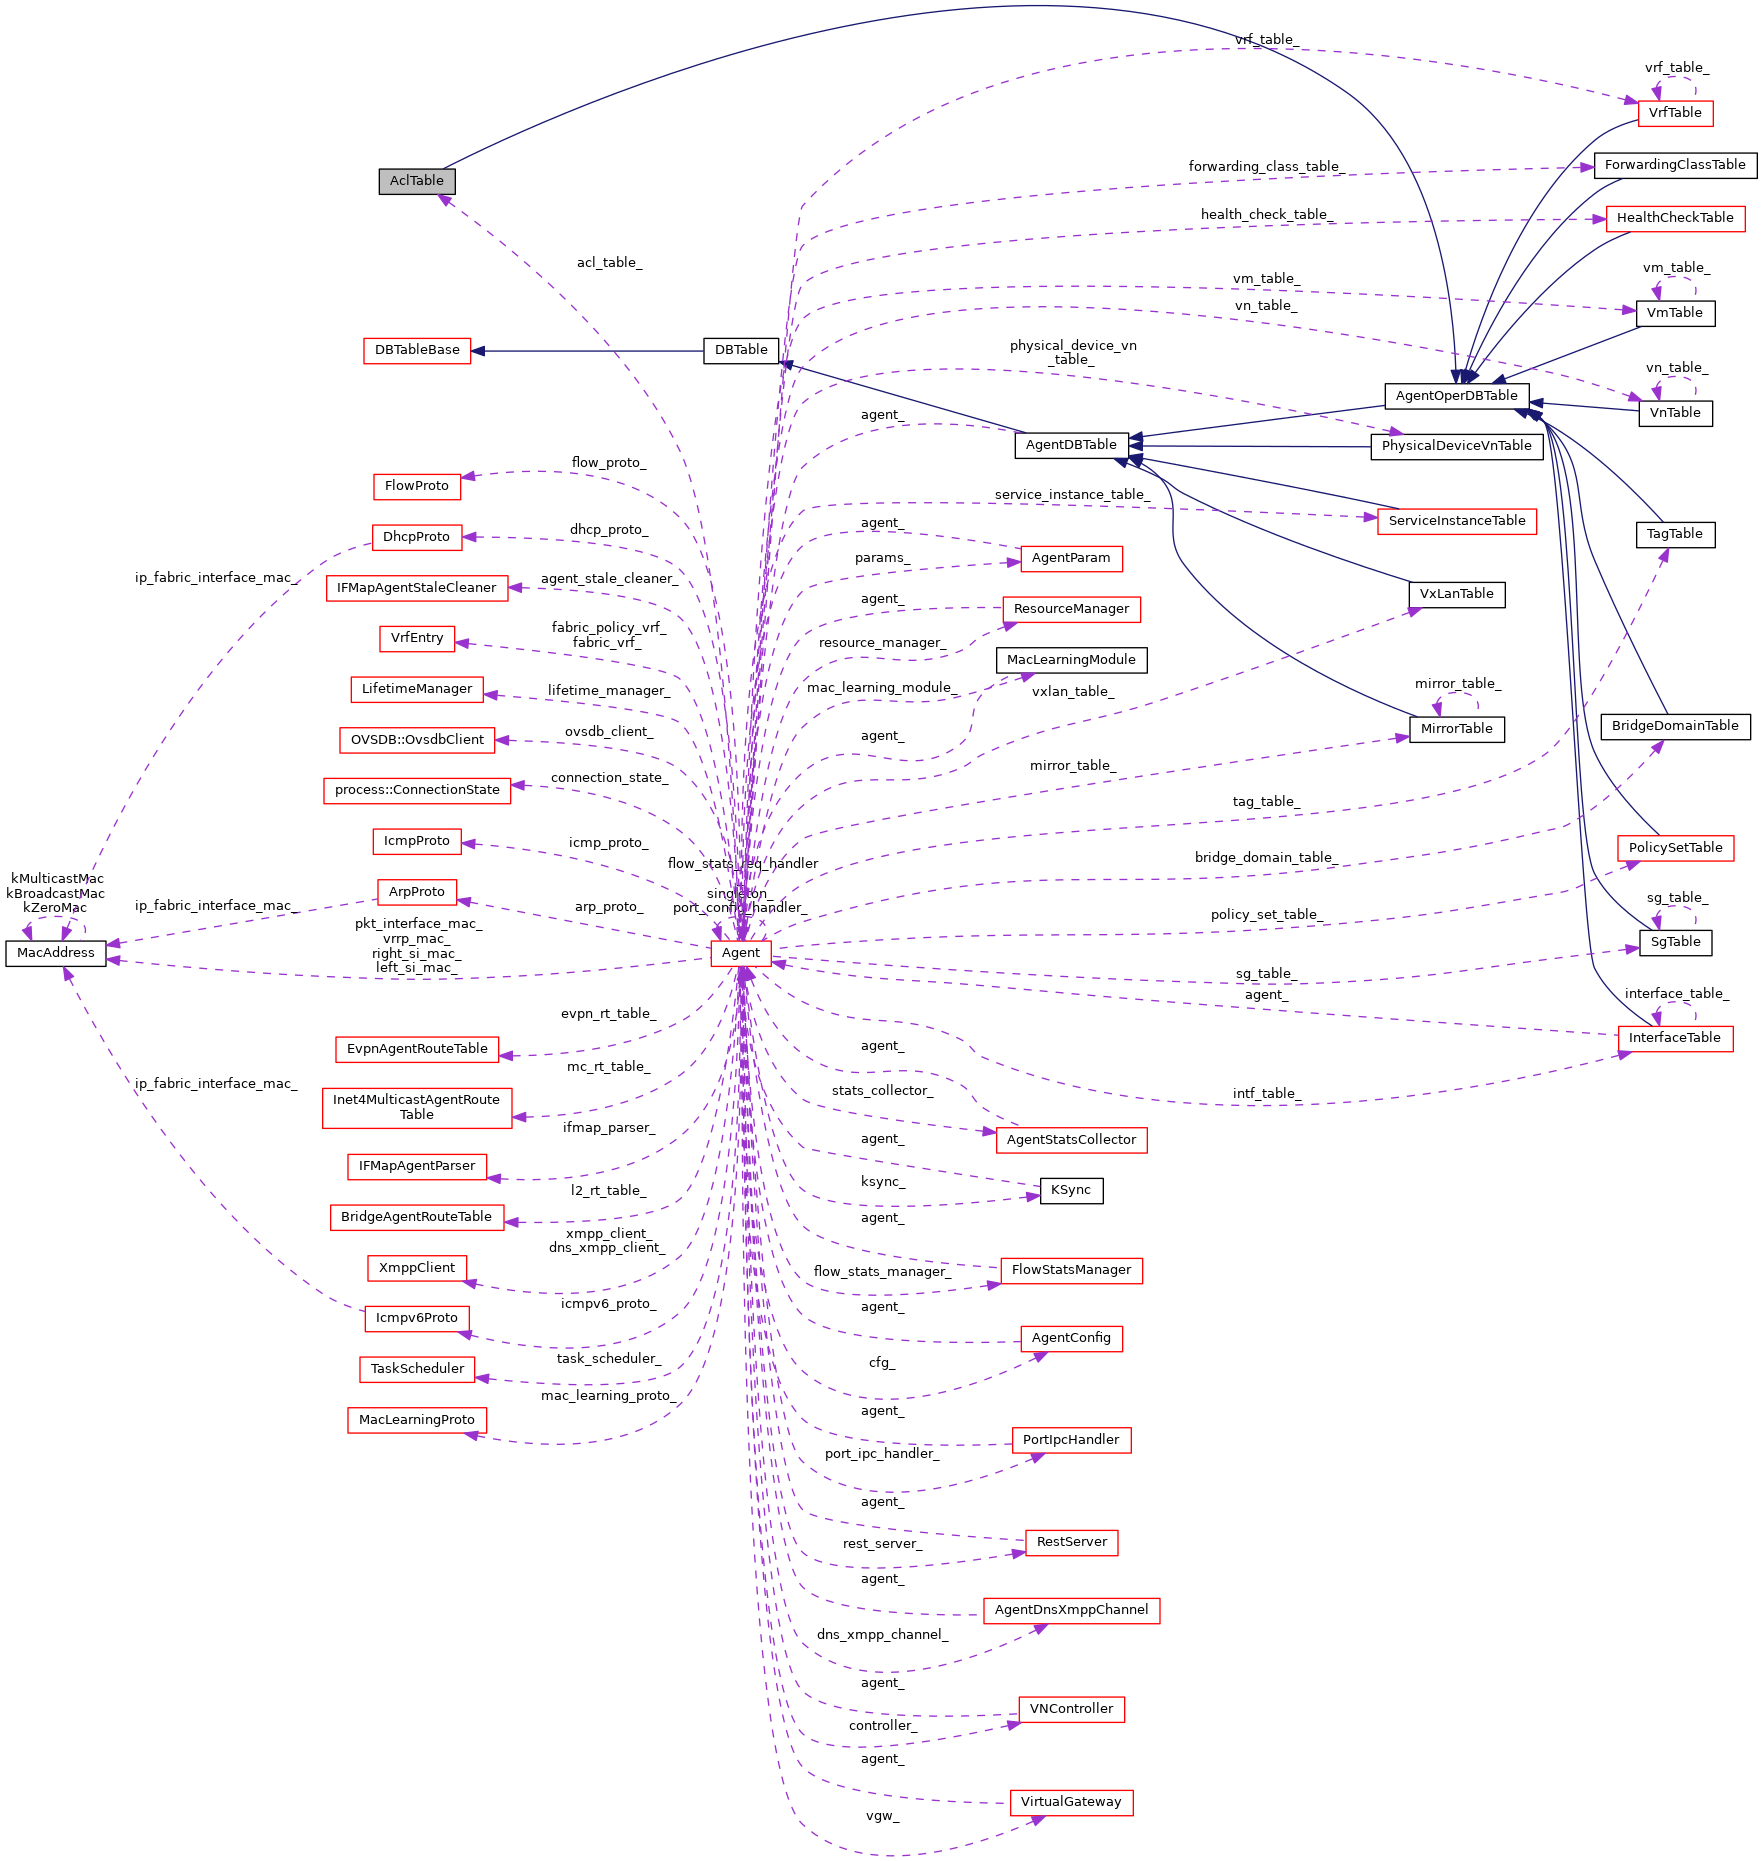 vrf_table_
vrf_table_
VrfTable
ForwardingClassTable
forwarding_class_table_
AclTable
health_check_table_
HealthCheckTable
acl_table_
vm_table_
vm_table_
vn_table_
VmTable
physical_device_vn
_table_
DBTableBase
DBTable
vn_table_
AgentOperDBTable
VnTable
agent_
AgentDBTable
PhysicalDeviceVnTable
flow_proto_
FlowProto
service_instance_table_
ServiceInstanceTable
agent_
dhcp_proto_
DhcpProto
TagTable
params_
AgentParam
ip_fabric_interface_mac_
agent_stale_cleaner_
IFMapAgentStaleCleaner
agent_
ResourceManager
VxLanTable
fabric_policy_vrf_
fabric_vrf_
VrfEntry
resource_manager_
MacLearningModule
lifetime_manager_
LifetimeManager
mac_learning_module_
vxlan_table_
mirror_table_
MirrorTable
BridgeDomainTable
ovsdb_client_
OVSDB::OvsdbClient
agent_
mirror_table_
connection_state_
process::ConnectionState
tag_table_
icmp_proto_
IcmpProto
PolicySetTable
bridge_domain_table_
flow_stats_req_handler
singleton_
port_config_handler_
kMulticastMac
kBroadcastMac
kZeroMac
ArpProto
ip_fabric_interface_mac_
arp_proto_
policy_set_table_
sg_table_
SgTable
pkt_interface_mac_
vrrp_mac_
right_si_mac_
left_si_mac_
MacAddress
Agent
sg_table_
agent_
interface_table_
InterfaceTable
evpn_rt_table_
EvpnAgentRouteTable
agent_
mc_rt_table_
ip_fabric_interface_mac_
stats_collector_
intf_table_
Inet4MulticastAgentRoute
Table
ifmap_parser_
AgentStatsCollector
agent_
IFMapAgentParser
ksync_
KSync
l2_rt_table_
BridgeAgentRouteTable
agent_
xmpp_client_
dns_xmpp_client_
XmppClient
flow_stats_manager_
FlowStatsManager
icmpv6_proto_
Icmpv6Proto
agent_
AgentConfig
task_scheduler_
TaskScheduler
cfg_
mac_learning_proto_
MacLearningProto
agent_
PortIpcHandler
port_ipc_handler_
agent_
rest_server_
RestServer
agent_
AgentDnsXmppChannel
dns_xmpp_channel_
agent_
VNController
controller_
agent_
VirtualGateway
vgw_